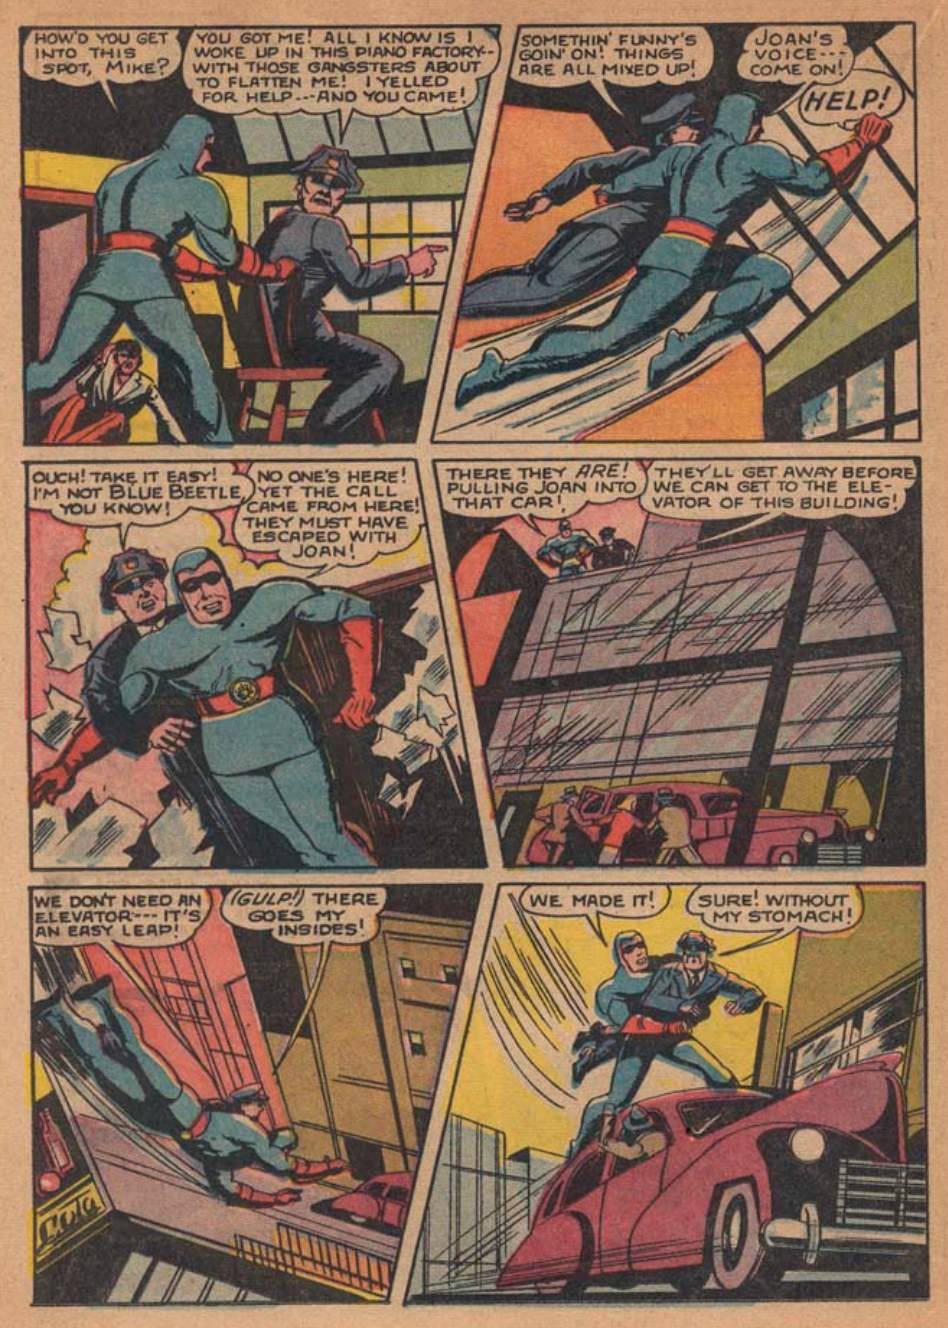 HOW'D YOU GET
INTO THIS
SPOT, MIKE?
YOU GOT ME! ALL I KNOW IS I
WOKE UP IN THIS PIANO FACTORY--
WITH THOSE GANGSTERS ABOUT
TO FLATTEN ME! I YELLED
FOR HELP---AND YOU CAME!
SOMETHIN' FUNNY'S
GOIN' ON! THINGS
ARE ALL MIXED UP!
JOAN'S
VOICE---
COME ON!
HELP!
OUCH! TAKE IT EASY!
I'M NOT BLUE BEETLE,
YOU KNOW!
NO ONE'S HERE!
YET THE CALL
CAME FROM HERE!
THEY MUST HAVE
ESCAPED WITH
JOAN!
THERE THEY ARE!
PULLING JOAN INTO
THAT CAR!
THEY'LL GET AWAY BEFORE
WE CAN GET TO THE ELE-
VATOR OF THIS BUILDING!
WE DON'T NEED AN
ELEVATOR--- IT'S
AN EASY LEAP!
(GULP!) THERE
GOES MY
INSIDES!
Cola
WE MADE IT!
SURE! WITHOUT
MY STOMACH!